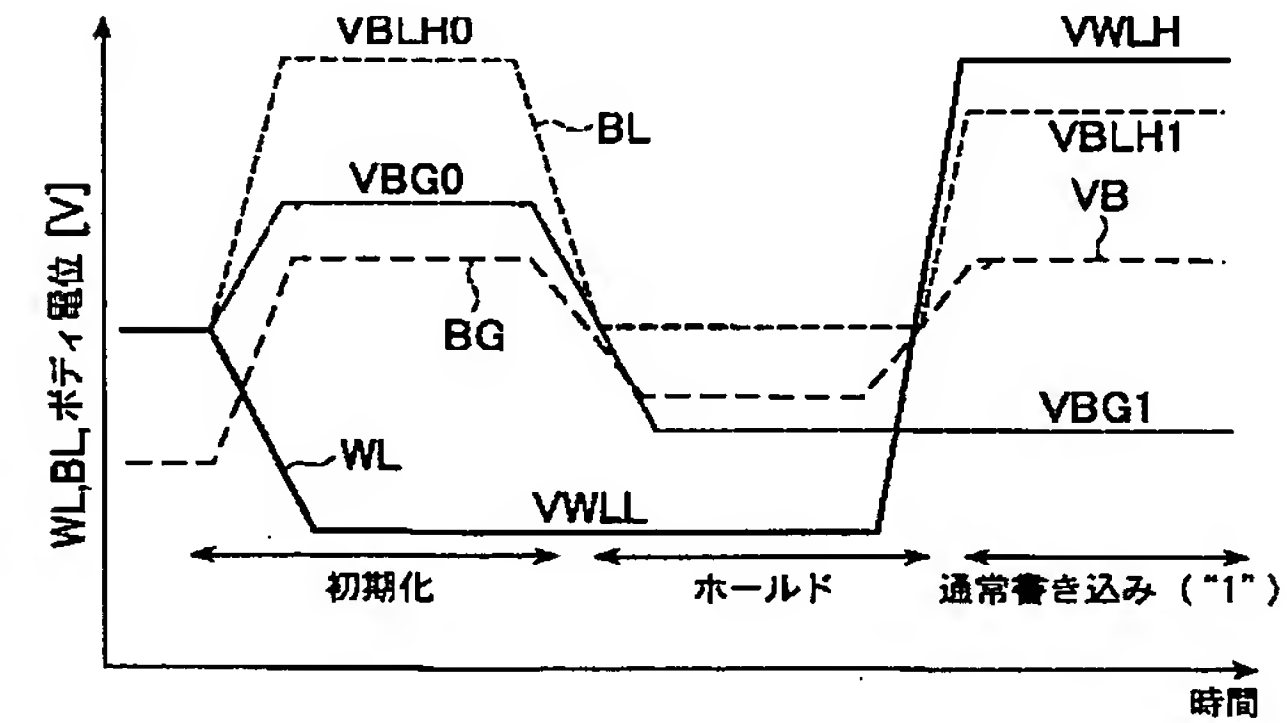 VBLH0
VWLH
BL
VBLH1
VBG0
VB
BG
VBG1
WL
VWLL
WL,BL,ボディ電位 [V]
初期化
ホールド
通常書き込み ("1")
時間